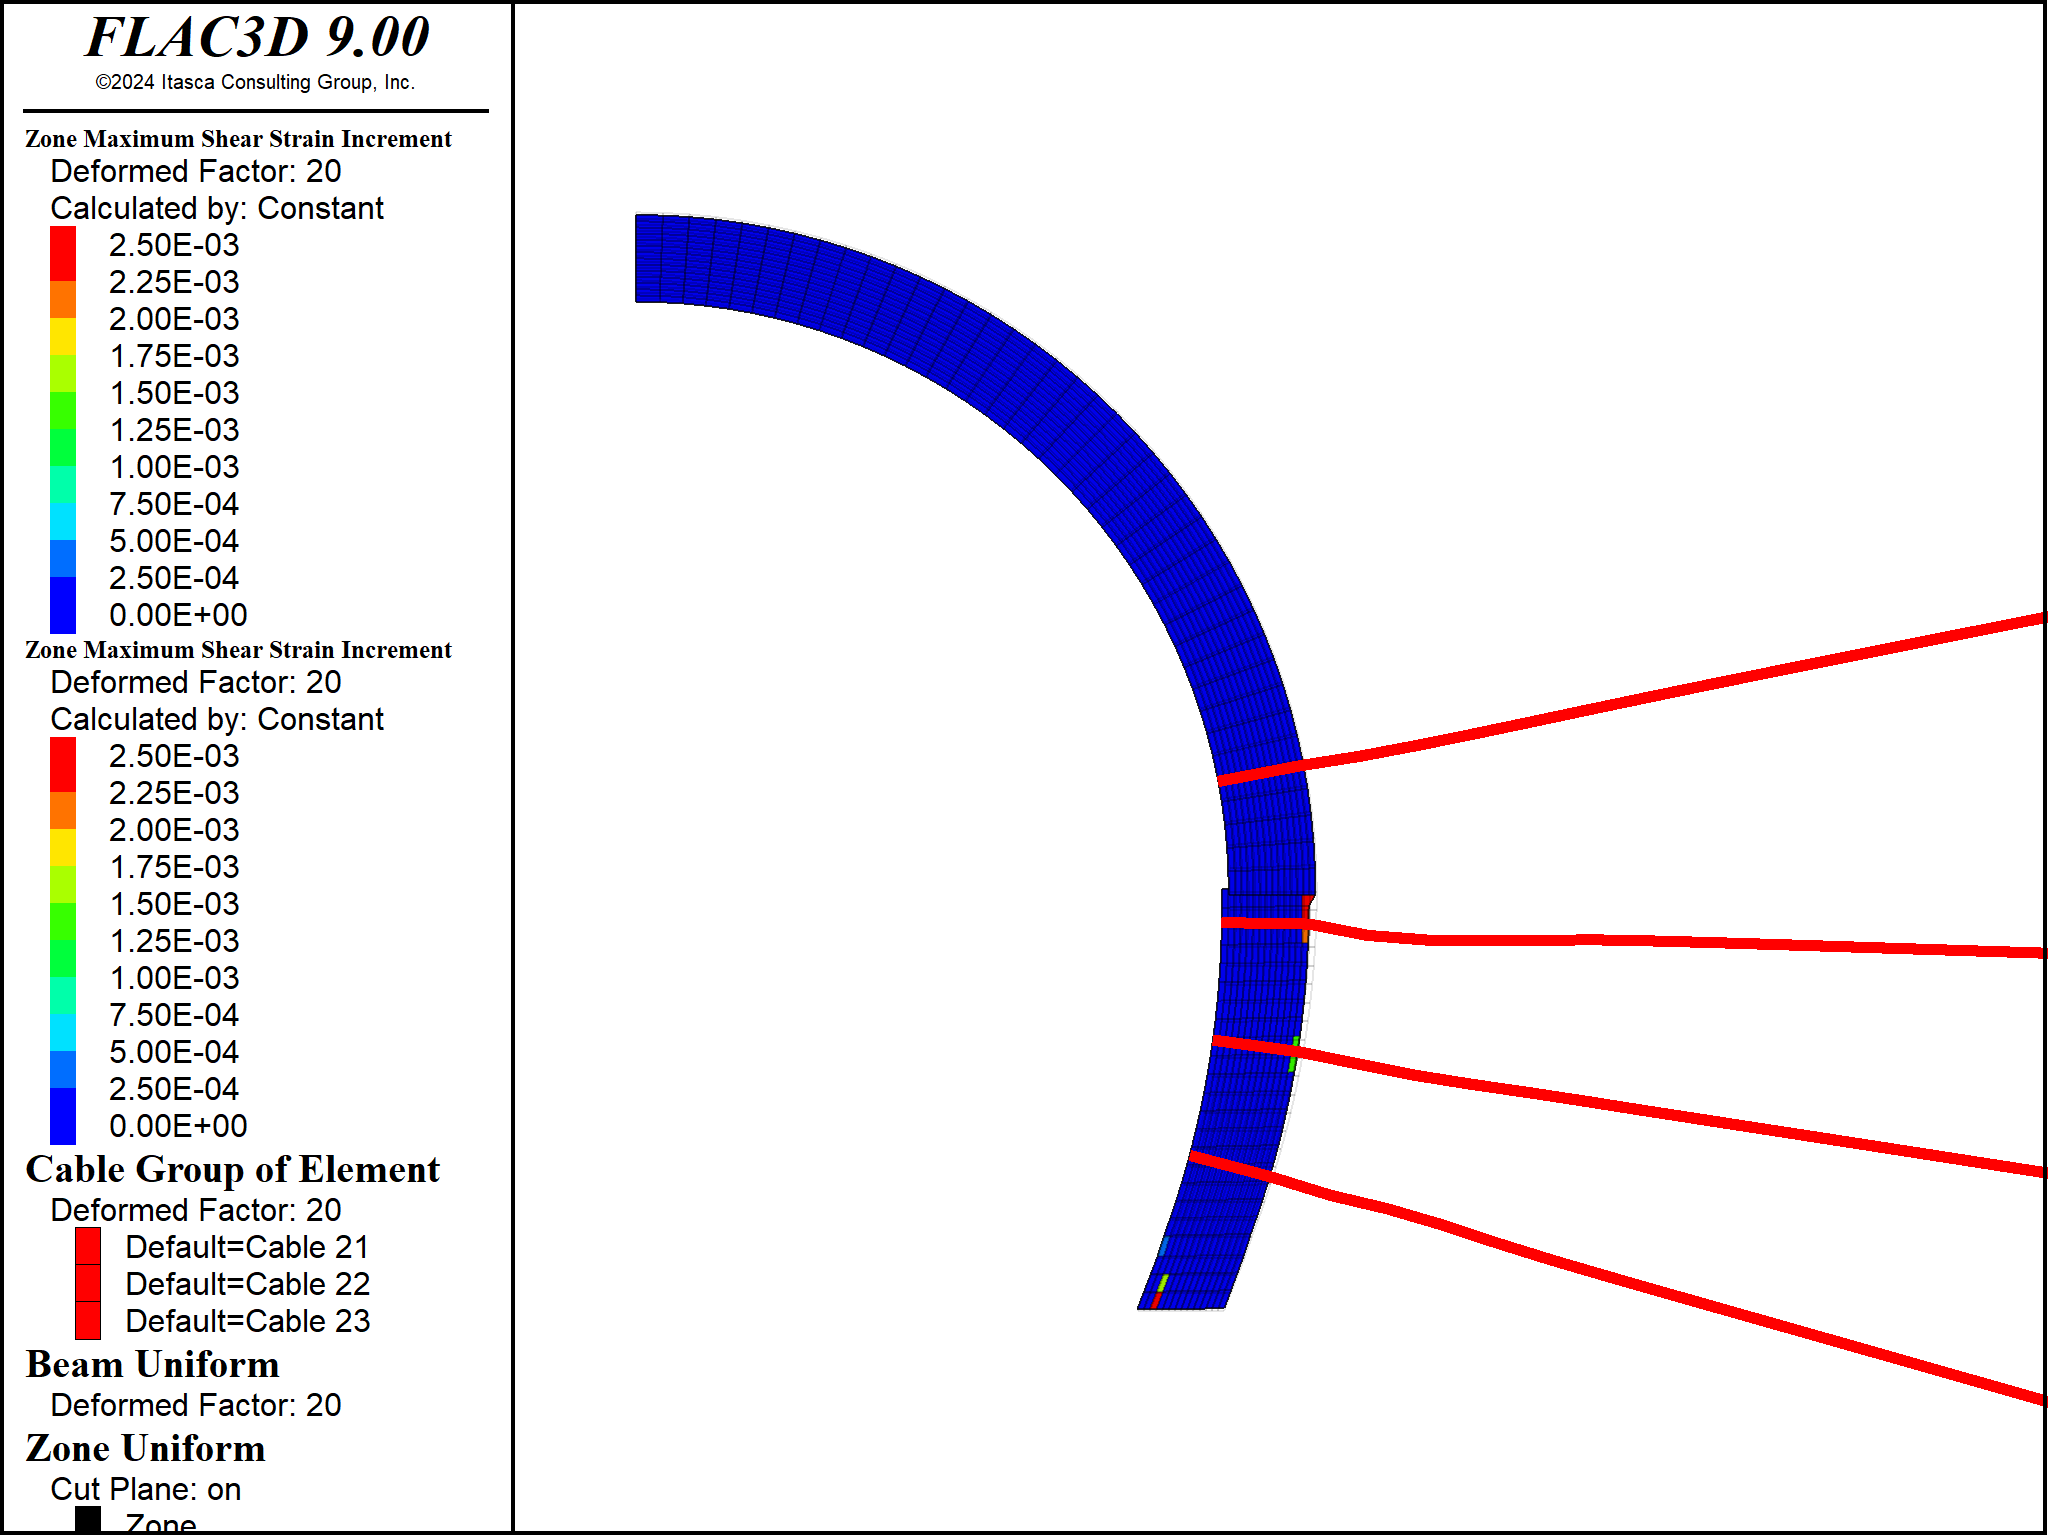 FLAC3D 9.00
©2024 Itasca Consulting Group, Inc.
Zone Maximum Shear Strain Increment
Deformed Factor: 20
Calculated by: Constant
2.50E-03
2.25E-03
2.00E-03
1.75E-03
1.50E-03
1.25E-03
1.00E-03
7.50E-04
5.00E-04
2.50E-04
0.00E+00
Zone Maximum Shear Strain Increment
Deformed Factor: 20
Calculated by: Constant
2.50E-03
2.25E-03
2.00E-03
1.75E-03
1.50E-03
1.25E-03
1.00E-03
7.50E-04
5.00E-04
2.50E-04
0.00E+00
Cable Group of Element
Deformed Factor: 20
Default=Cable 21
Default=Cable 22
Default=Cable 23
Beam Uniform
Deformed Factor: 20
Zone Uniform
Cut Plane: on
Zone